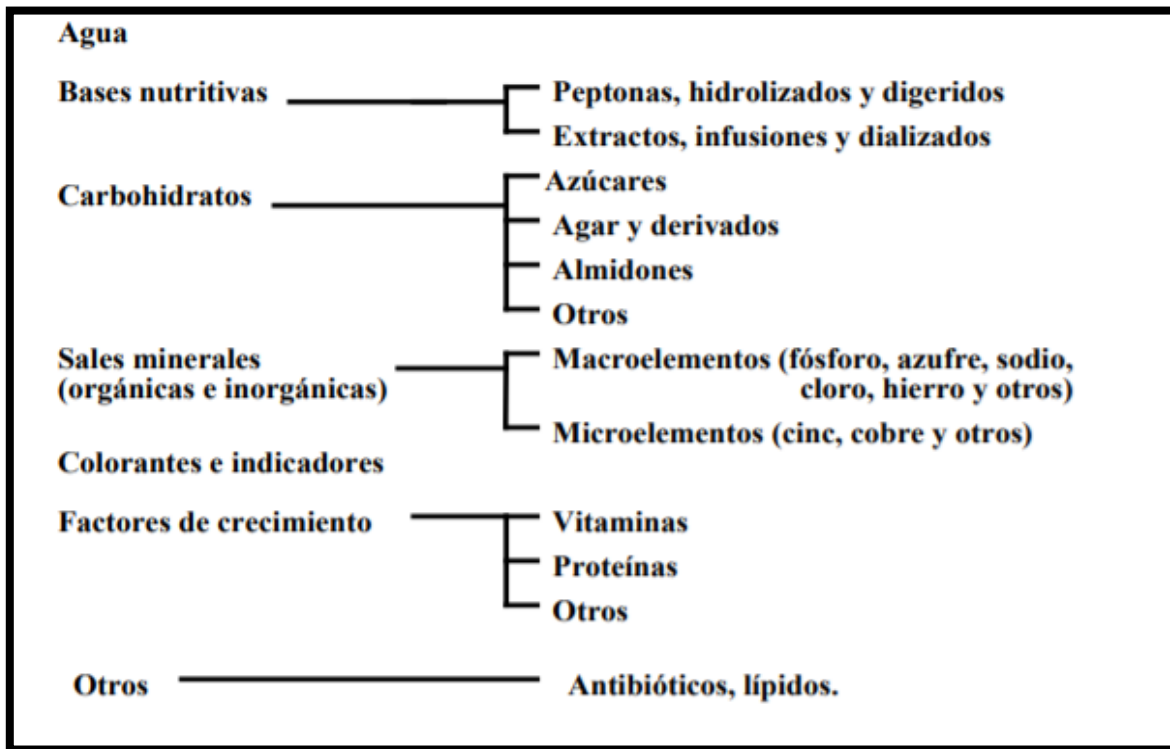 Agua
Bases nutritivas
Peptonas, hidrolizados y digeridos
Extractos, infusiones y dializados
Carbohidratos
Azúcares
Agar y derivados
Almidones
Otros
Sales minerales
(orgánicas e inorgánicas)
Macroelementos (fósforo, azufre, sodio,
cloro, hierro y otros)
Microelementos (cinc, cobre y otros)
Colorantes e indicadores
Factores de crecimiento
Vitaminas
Proteínas
Otros
Otros
Antibióticos, lípidos.